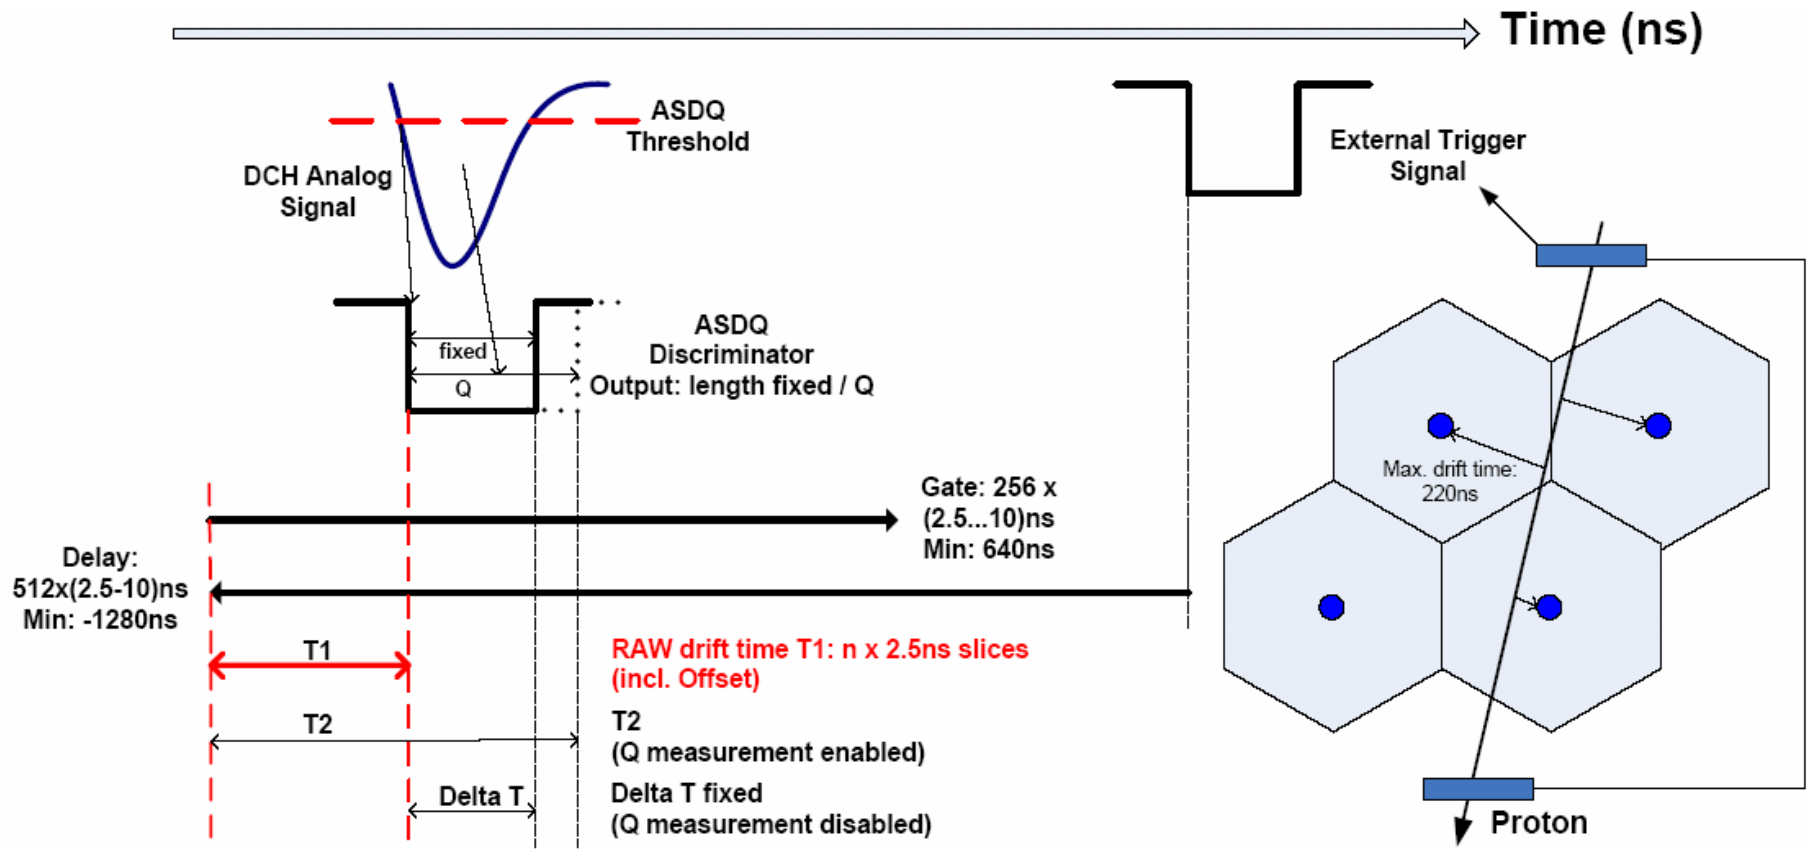 Time (ns)
ASDQ
Threshold
DCH Analog
Signal
External Trigger
Signal
fixed
Q
ASDQ
Discriminator
Output: length fixed / Q
Max. drift time:
220ns
Gate: 256 x
(2.5...10)ns
Min: 640ns
Delay:
512x(2.5-10)ns
Min: -1280ns
T1
RAW drift time T1: n x 2.5ns slices
(incl. Offset)
T2
T2
(Q measurement enabled)
Delta T
Delta T fixed
(Q measurement disabled)
Proton